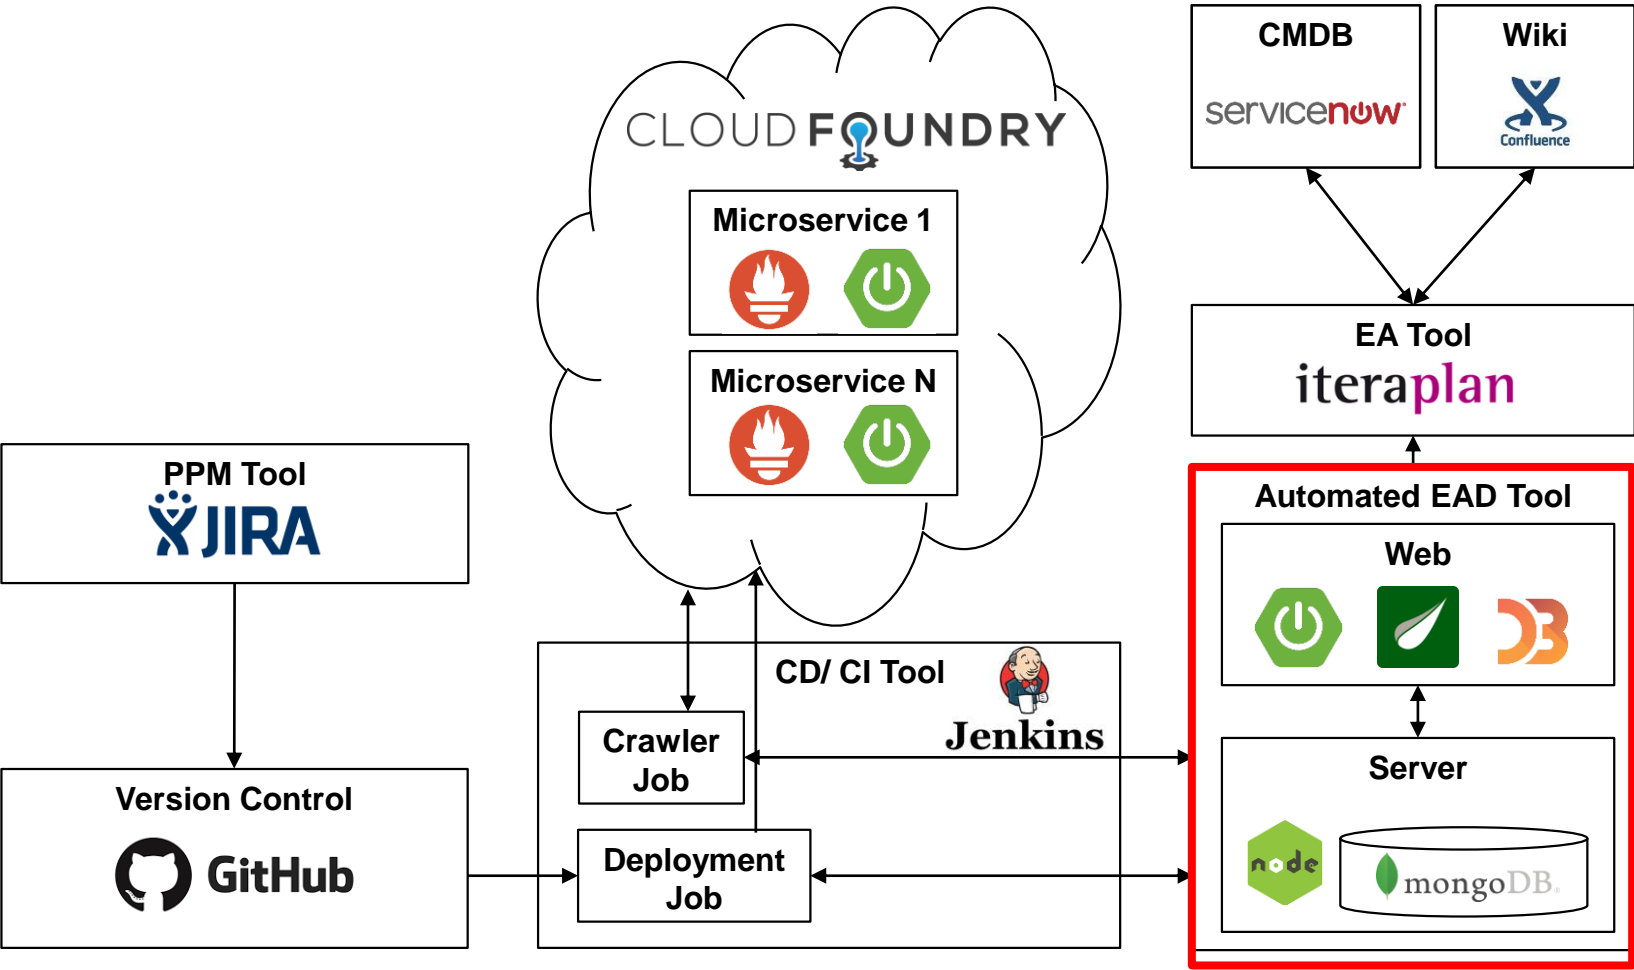 CLOUD FOUNDRY
Microservice 1
Microservice N
CMDB
servicenow
Wiki
Confluence
EA Tool
iteraplan
PPM Tool
JIRA
Version Control
GitHub
CD/ CI Tool
Jenkins
Crawler
Job
Deployment
Job
Automated EAD Tool
Web
D3
Server
node
mongoDB